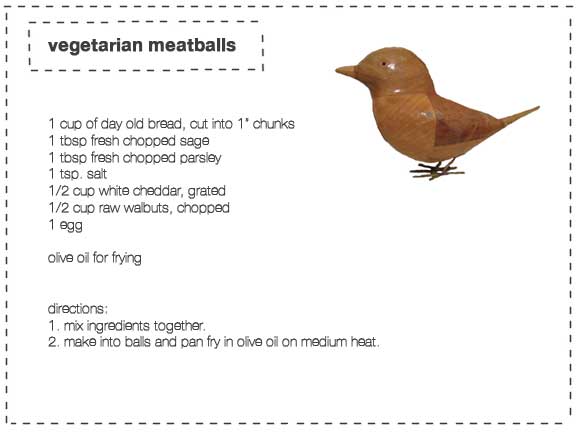 vegetarian meatballs
1 cup of day old bread, cut into 1" chunks
1 tbsp fresh chopped sage
1 tbsp fresh chopped parsley
1 tsp. salt
1/2 cup white cheddar, grated
1/2 cup raw walbuts, chopped
1 egg
olive oil for frying
directions:
1. mix ingredients together.
2. make into balls and pan fry in olive oil on medium heat.